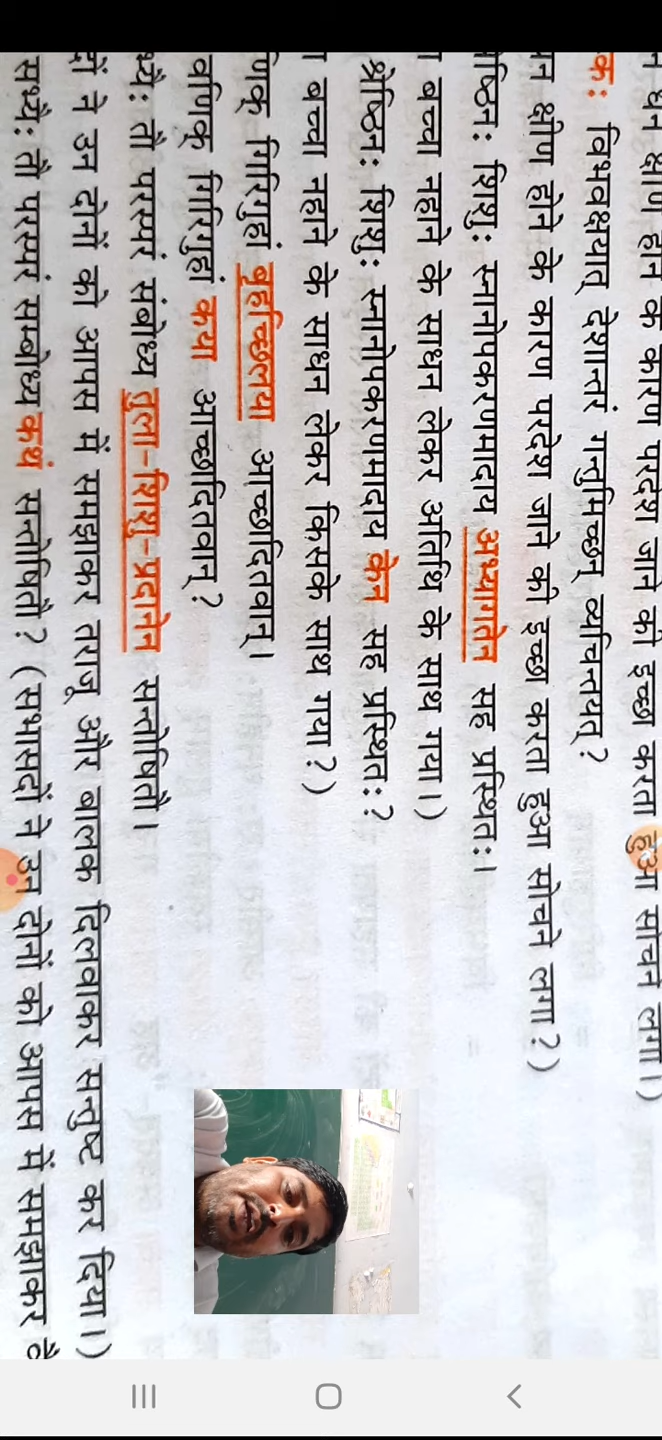 धन क्षीण होने के कारण परदेश जाने की इच्छा करता हुआ सोचने लगा।)
कः विभवक्षयात् देशान्तरं गन्तुमिच्छन् व्यचिन्तयत्?
धन क्षीण होने के कारण परदेश जाने की इच्छा करता हुआ सोचने लगा?)
शिशुः स्नानोपकरणमादाय अभ्यागतेन सह प्रस्थितः।
बच्चा नहाने के साधन लेकर अतिथि के साथ गया।)
श्रेष्ठिनः शिशुः स्नानोपकरणमादाय केन सह प्रस्थितः?
बच्चा नहाने के साधन लेकर किसके साथ गया?)
गिरिगुहां बृहच्छिलया आच्छादितवान्।
वणिक् गिरिगुहां कया आच्छादितवान्?
तौ परस्परं संबोध्य तुला-शिशु-प्रदानेन सन्तोषितौ।
ने उन दोनों को आपस में समझाकर तराजू और बालक दिलवाकर सन्तुष्ट कर दिया।)
सभ्यैः तौ परस्परं सम्बोध्य कथं सन्तोषितौ? (सभासदों ने उन दोनों को आपस में समझाकर